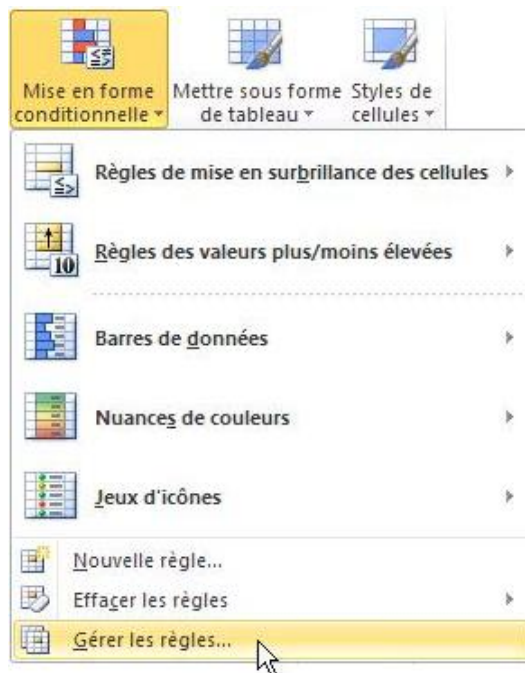 Mise en forme conditionnelle
Mettre sous forme de tableau
Styles de cellules
Règles de mise en surbrillance des cellules
10
Règles des valeurs plus/moins élevées
Barres de données
Nuances de couleurs
Jeux d'icônes
Nouvelle règle...
Effacer les règles
Gérer les règles...